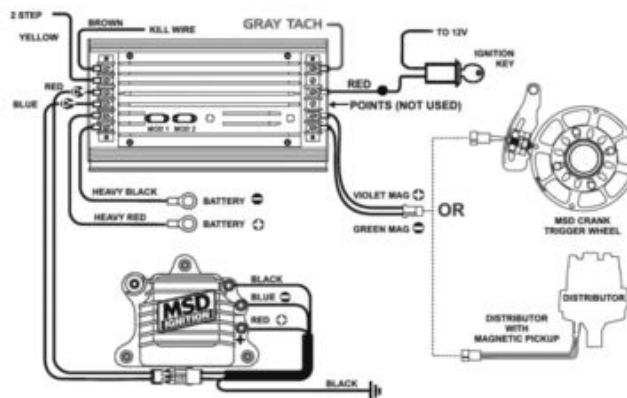 2 STEP
BROWN
KILL WIRE
GRAY TACH
YELLOW
TO 12V
IGNITION
KEY
RED
RED
BLUE
POINTS (NOT USED)
MOD 1 MOD 2
HEAVY BLACK
BATTERY
VIOLET MAG
HEAVY RED
BATTERY
OR
GREEN MAG
MSD CRANK
TRIGGER WHEEL
BLACK
BLUE
MSD
IGNITION
RED
DISTRIBUTOR
DISTRIBUTOR
WITH
MAGNETIC PICKUP
BLACK